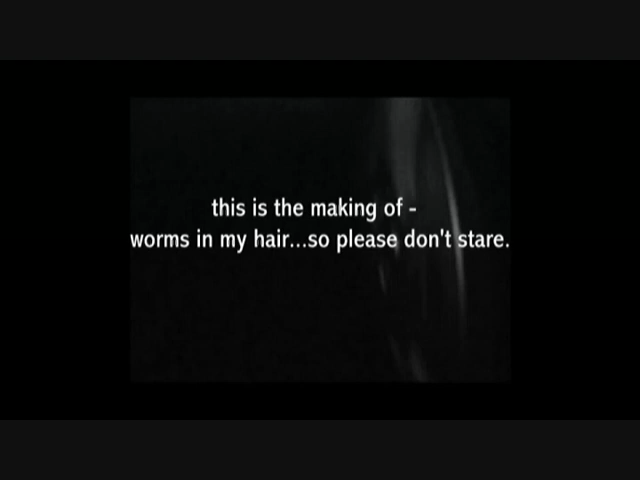 this is the making of -
worms in my hair...so please don't stare.